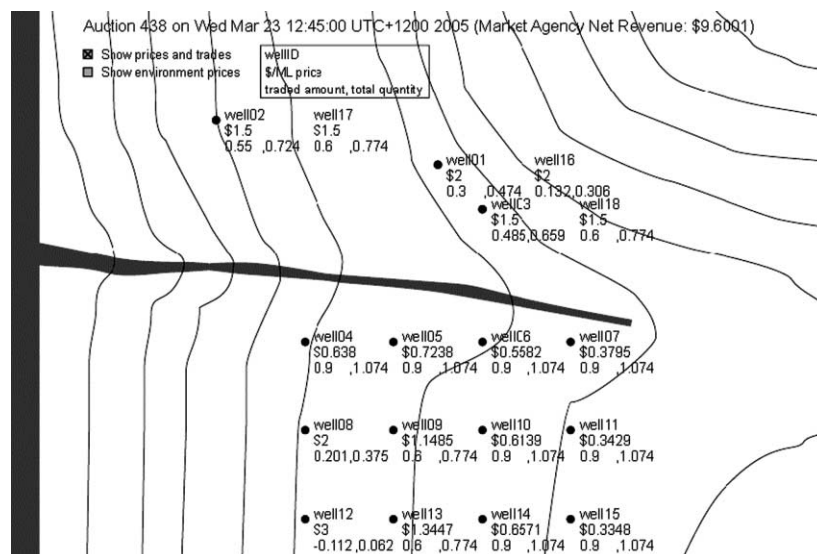 Auction 438 on Wed Mar 23 12:45:00 UTC+1200 2005 (Market Agency Net Revenue: $9.6001)
Show prices and trades
Show environment prices
wellID
$/ML price
traded amount, total quantity
well02 well17
$1.5 $1.5
0.55 ,0.724 0.6 ,0.774
well01 well16
$2 $2
0.3 ,0.474 0.132,0.306
well03 well18
$1.5 $1.5
0.485,0.659 0.6 ,0.774
well04 well05 well06 well07
$0.638 $0.7238 $0.5582 $0.3795
0.9 ,1.074 0.9 ,1.074 0.9 ,1.074 0.9 ,1.074
well08 well09 well10 well11
$2 $1.1485 $0.6139 $0.3429
0.201,0.375 0.6 ,0.774 0.9 ,1.074 0.9 ,1.074
well12 well13 well14 well15
$3 $1.3447 $0.6571 $0.3348
-0.112,0.062 0.6 ,0.774 0.9 ,1.074 0.9 ,1.074